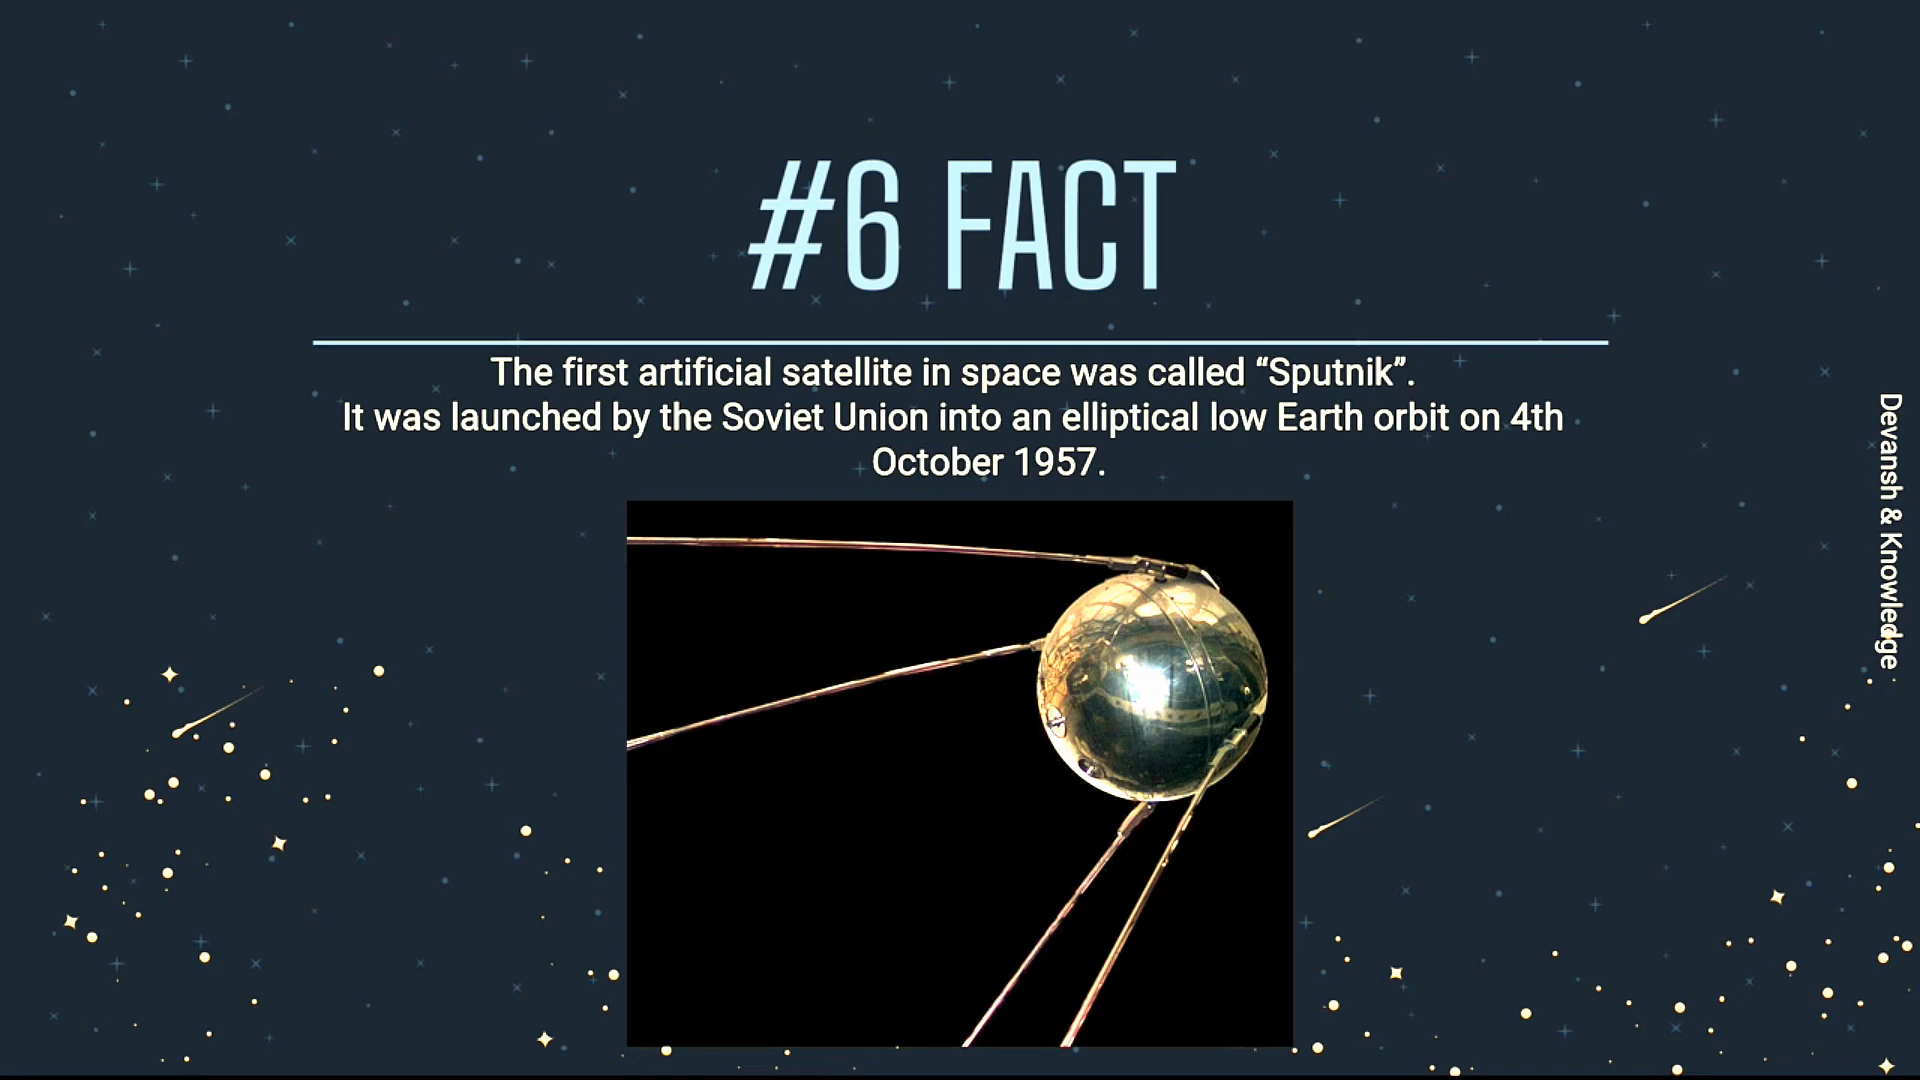 #6 FACT
The first artificial satellite in space was called “Sputnik”.
It was launched by the Soviet Union into an elliptical low Earth orbit on 4th
October 1957.
Devansh & Knowledge